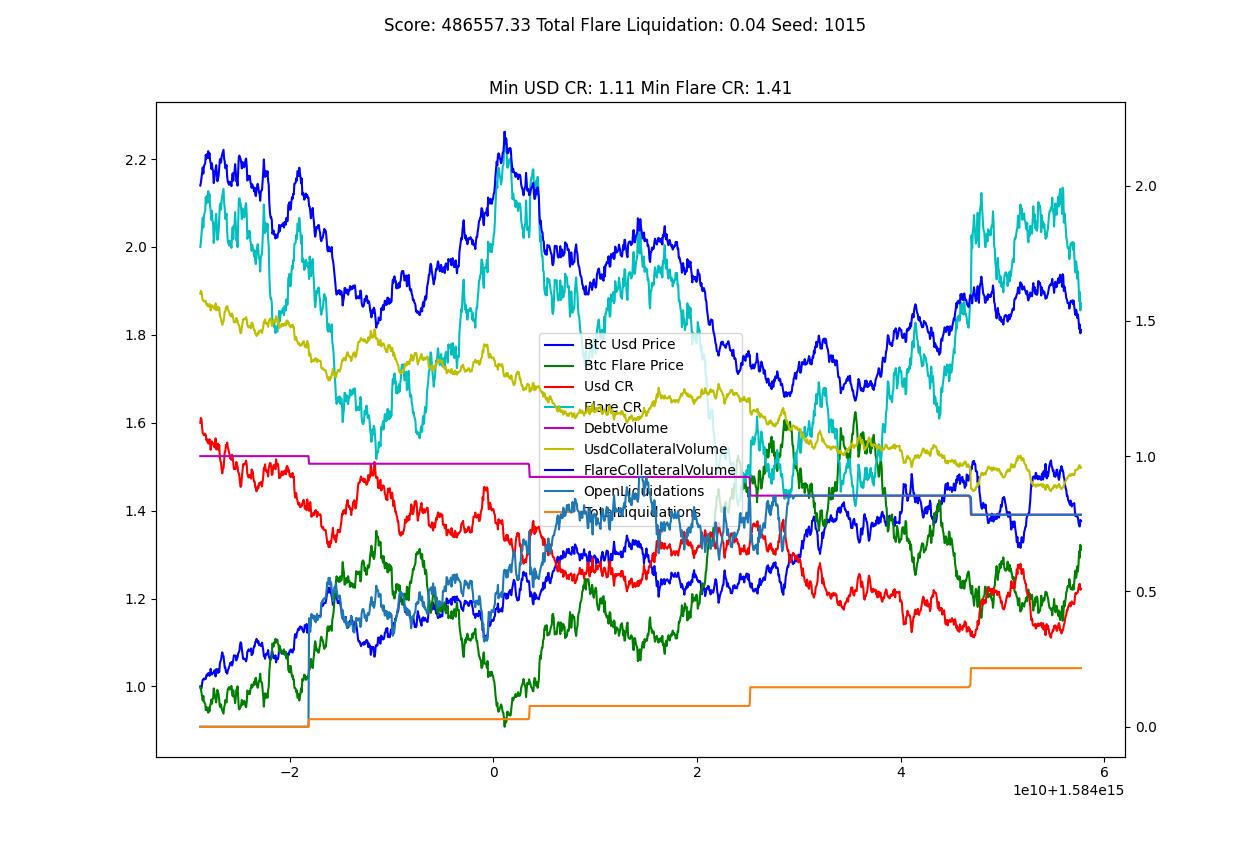 Score: 486557.33 Total Flare Liquidation: 0.04 Seed: 1015
Min USD CR: 1.11 Min Flare CR: 1.41
2.2
2.0
1.8
1.6
1.4
1.2
1.0
2.0
1.5
1.0
0.5
0.0
Btc Usd Price
Btc Flare Price
Usd CR
Flare CR
DebtVolume
UsdCollateralVolume
FlareCollateralVolume
OpenLiquidations
TotalLiquidations
−2 0 2 4 6
1e10+1.584e15